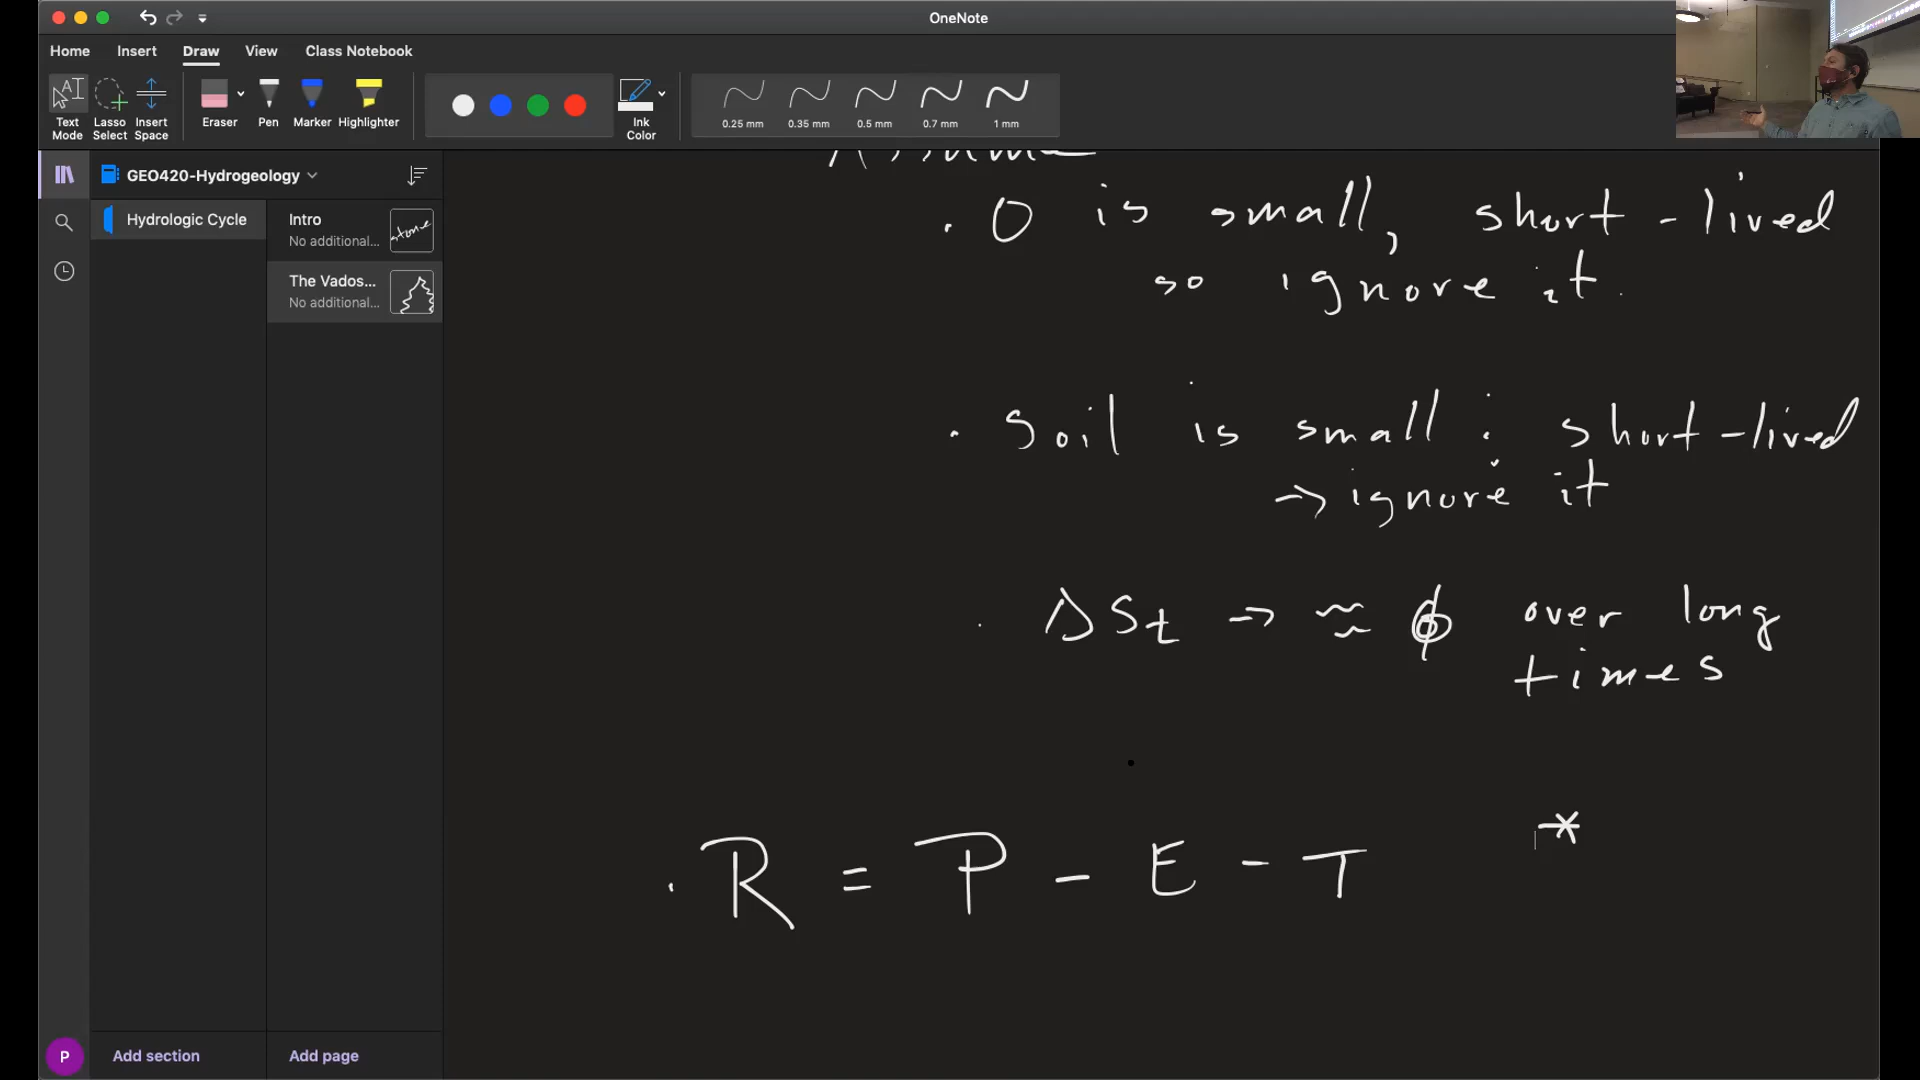 OneNote
Home Insert Draw View Class Notebook
Text Mode Lasso Select Insert Space Eraser Pen Marker Highlighter Ink Color 0.25 mm 0.35 mm 0.5 mm 0.7 mm 1 mm
GEO420-Hydrogeology
Hydrologic Cycle
Intro
No additional...
The Vados...
No additional...
· O is small, short-lived
so ignore it.
· Soil is small : short-lived
→ ignore it
· ΔSt → ≈ ϕ over long
times
· R = P - E - T *
P
Add section
Add page